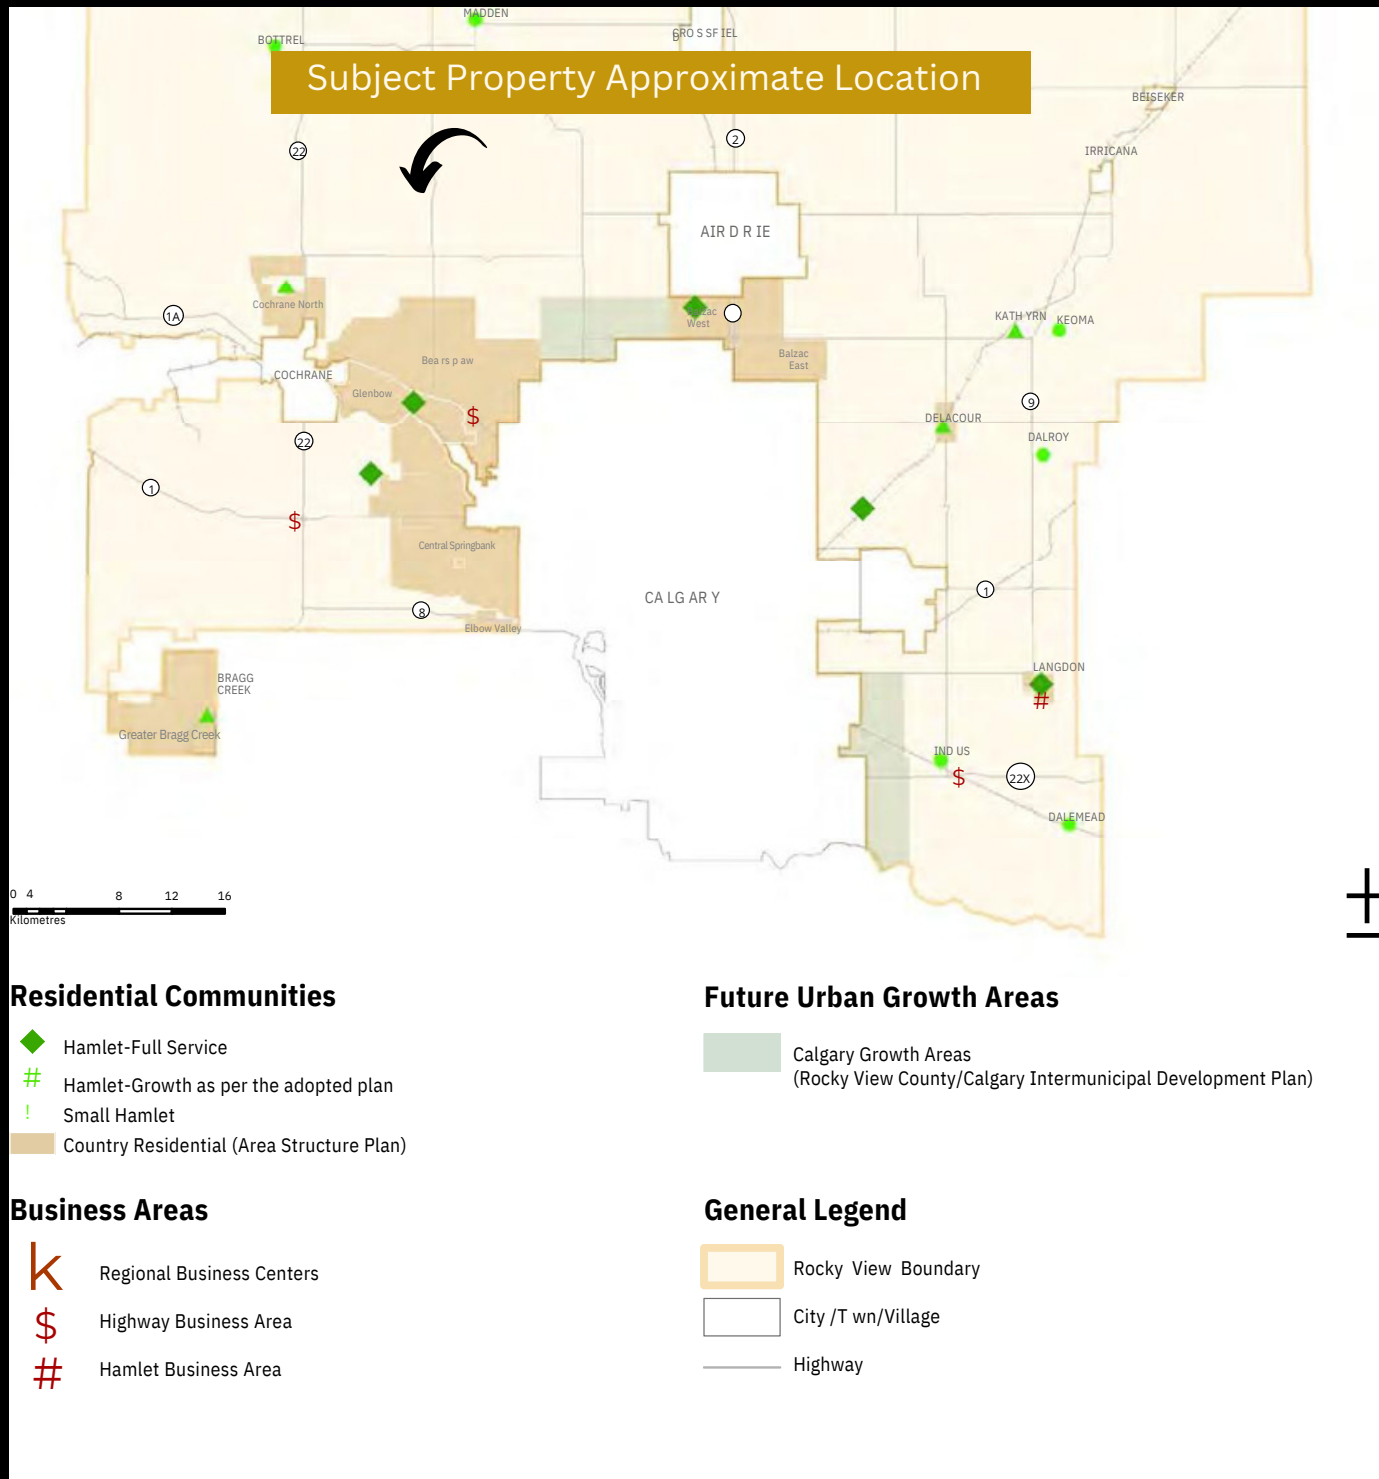 MADDEN
GRO S SF IEL
D
BOTTREL
Subject Property Approximate Location
BEISEKER
2
22
IRRICANA
AIR D R IE
Cochrane North
1A
West
KATH YRN
KEOMA
Bea rs p aw
Balzac
East
COCHRANE
Glenbow
9
$
DELACOUR
22
DALROY
1
$
Central Springbank
1
CA LG AR Y
8
Elbow Valley
LANGDON
#
BRAGG
CREEK
Greater Bragg Creek
IND US
$
22X
DALEMEAD
0 4 8 12 16
Kilometres
Residential Communities
Hamlet-Full Service
# Hamlet-Growth as per the adopted plan
! Small Hamlet
Country Residential (Area Structure Plan)
Future Urban Growth Areas
Calgary Growth Areas
(Rocky View County/Calgary Intermunicipal Development Plan)
Business Areas
k Regional Business Centers
$ Highway Business Area
# Hamlet Business Area
General Legend
Rocky View Boundary
City /T wn/Village
Highway